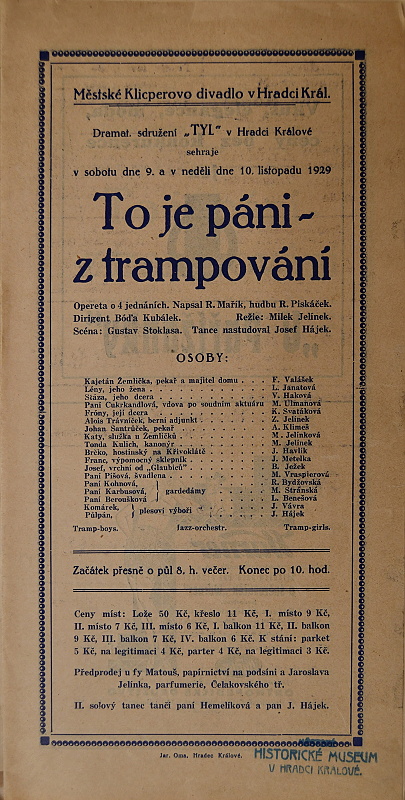 Městské Klicperovo divadlo v Hradci Král.
Dramat. sdružení „TYL" v Hradci Králové
sehraje
v sobotu dne 9. a v neděli dne 10. listopadu 1929
To je páni -
z trampování
Opereta o 4 jednáních. Napsal R. Mařík, hudbu R. Piskáček.
Dirigent Bóďa Kubálek. Režie: Milek Jelínek.
Scéna: Gustav Stoklasa. Tance nastudoval Josef Hájek.
OSOBY:
Kajetán Žemlička, pekař a majitel domu . . . . F. Valášek
Lény, jeho žena . . . . . . . . . . L. Janatová
Stáza, jeho dcera . . . . . . . . . . V. Haková
Paní Cukrkandlová, vdova po soudním aktuáru M. Ulmanová
Fróny, její dcera . . . . . . . . . . K. Svatáková
Alois Trávníček, berní adjunkt . . . . . . Z. Jelínek
Johan Šantrůček, pekař . . . . . . . . A. Klimeš
Katy, služka u Žemličků . . . . . . . . M. Jelínková
Tonda Kulich, kanonýr . . . . . . . . M. Jelínek
Brčko, hostinský na Křivoklátě . . . . . . J. Havlík
Franc, výpomocný sklepník . . . . . . . J. Metelka
Josef, vrchní od „Glaubiců" . . . . . . . B. Ježek
Paní Píšová, švadlena . . . . . . . . M. Vraspierová
Paní Kohnová, R. Bydžovská
Paní Karbusová, } gardedámy . . . . . M. Stránská
Paní Beroušková L. Benešová
Komárek, } plesoví výboři . . . . . . J. Vávra
Půlpán, J. Hájek
Tramp-boys. Jazz-orchestr. Tramp-girls.
Začátek přesně o půl 8. h. večer. Konec po 10. hod.
Ceny míst: Lože 50 Kč, křeslo 11 Kč, I. místo 9 Kč,
II. místo 7 Kč, III. místo 6 Kč, I. balkon 11 Kč, II. balkon
9 Kč, III. balkon 7 Kč, IV. balkon 6 Kč. K stání: parket
5 Kč, na legitimaci 4 Kč, parter 4 Kč, na legitimaci 3 Kč.
Předprodej u fy Matouš, papírnictví na podsíni a Jaroslava
Jelínka, parfumerie, Čelakovského tř.
II. sólový tanec tančí paní Hemelíková a pan J. Hájek.
Jar. Oma, Hradec Králové.
MĚSTSKÉ
HISTORICKÉ MUSEUM
V HRADCI KRÁLOVÉ.